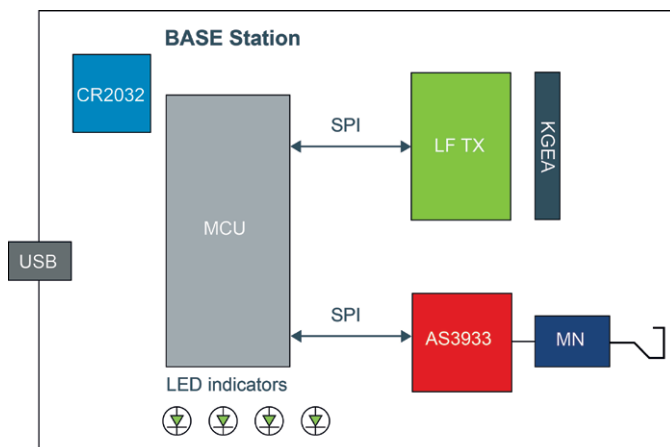 BASE Station
CR2032
SPI
LF TX
KGEA
MCU
USB
SPI
AS3933
MN
LED indicators